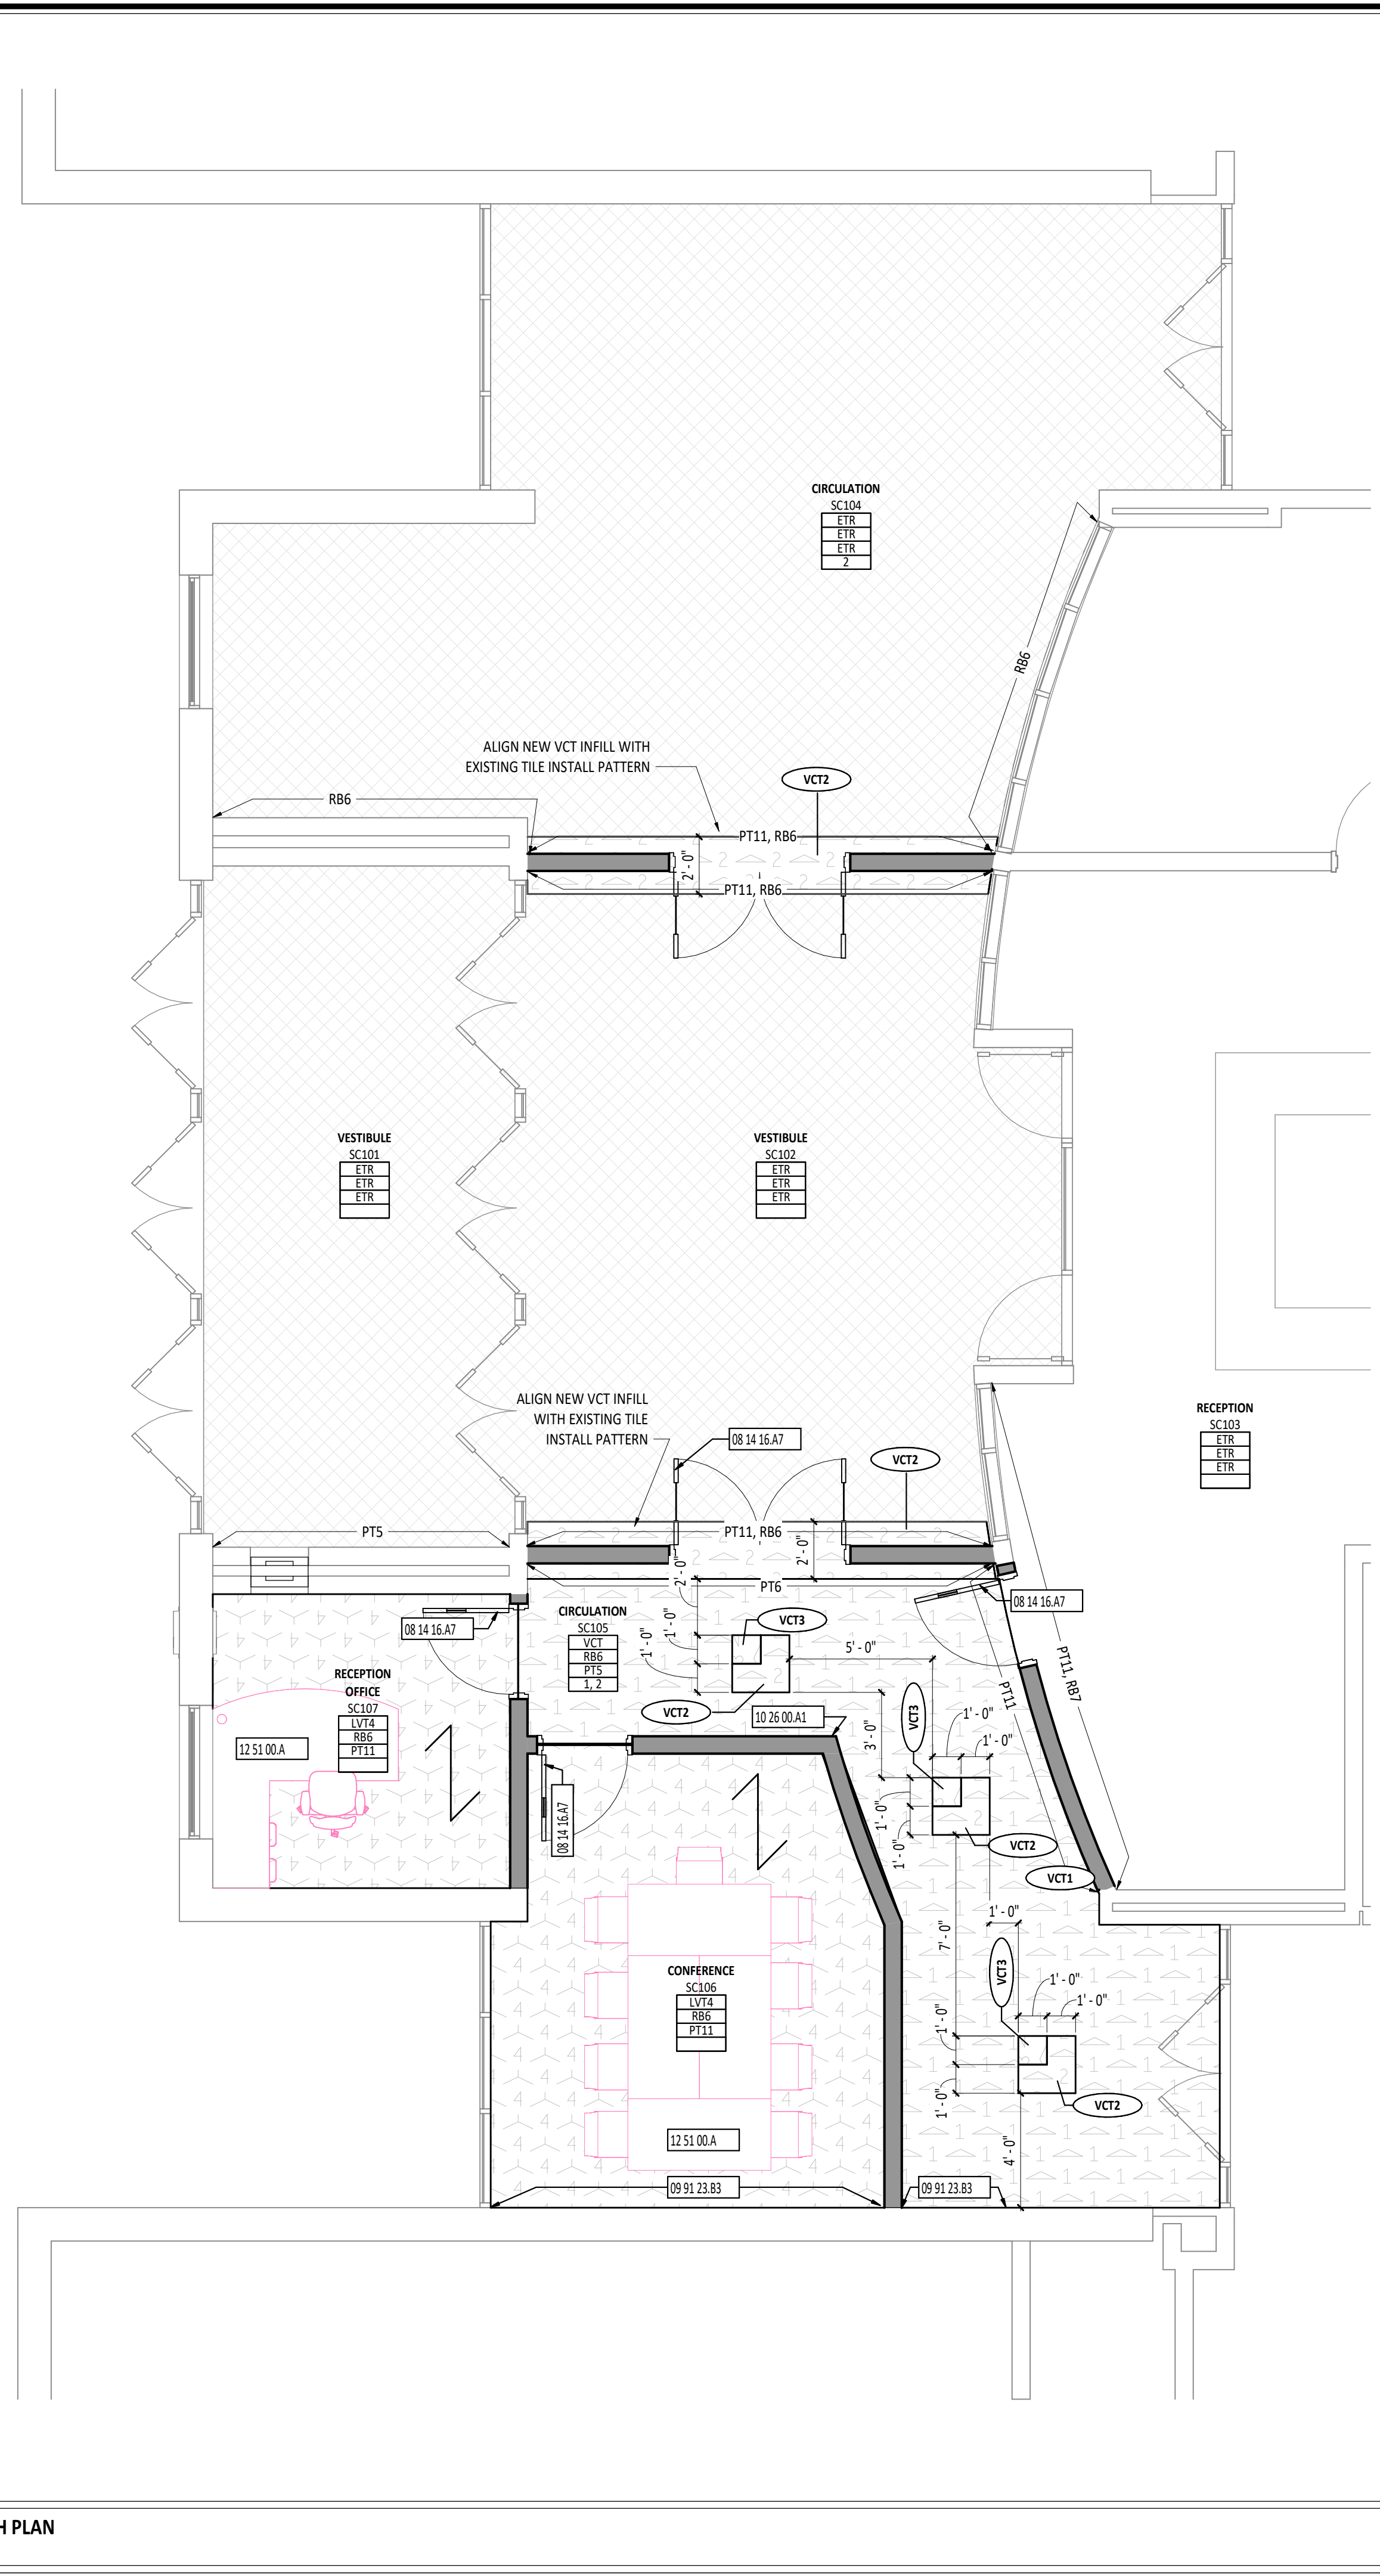 CIRCULATION
SC104
ETR
ETR
ETR
2
RB6
ALIGN NEW VCT INFILL WITH
EXISTING TILE INSTALL PATTERN
VCT2
RB6
PT11, RB6
2' - 0"
PT11, RB6
VESTIBULE
SC101
ETR
ETR
ETR
VESTIBULE
SC102
ETR
ETR
ETR
ALIGN NEW VCT INFILL
WITH EXISTING TILE
INSTALL PATTERN
08 14 16.A7
VCT2
RECEPTION
SC103
ETR
ETR
ETR
PT5
PT11, RB6
2' - 0"
2' - 0"
PT6
08 14 16.A7
CIRCULATION
SC105
VCT
RB6
PT5
1, 2
1' - 0"
1' - 0"
VCT3
5' - 0"
08 14 16.A7
PT11, RB7
PT11
RECEPTION
OFFICE
SC107
LVT4
RB6
PT11
12 51 00.A
VCT2
10 26 00.A1
3' - 0"
VCT3
1' - 0"
1' - 0"
08 14 16.A7
1' - 0"
1' - 0"
VCT2
VCT1
1' - 0"
7' - 0"
VCT3
1' - 0"
1' - 0"
CONFERENCE
SC106
LVT4
RB6
PT11
1' - 0"
1' - 0"
VCT2
12 51 00.A
4' - 0"
09 91 23.B3
09 91 23.B3
H PLAN